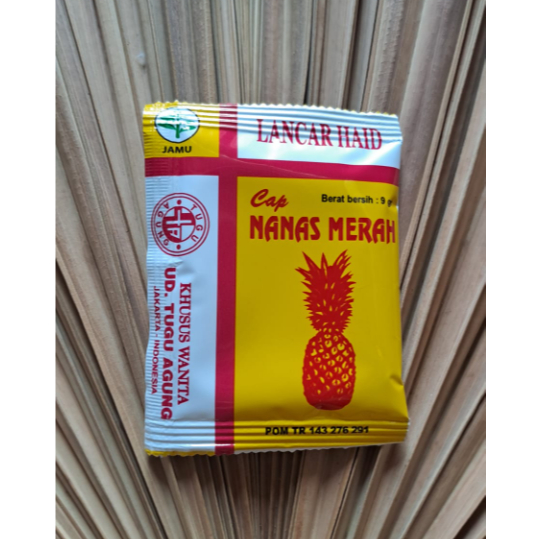 JAMU
LANCAR HAID
Cap
Berat bersih : 9 gr
NANAS MERAH
TUGU
AGUNG
KHUSUS WANITA
UD. TUGU AGUNG
JAKARTA - INDONESIA
POM TR 143 276 291